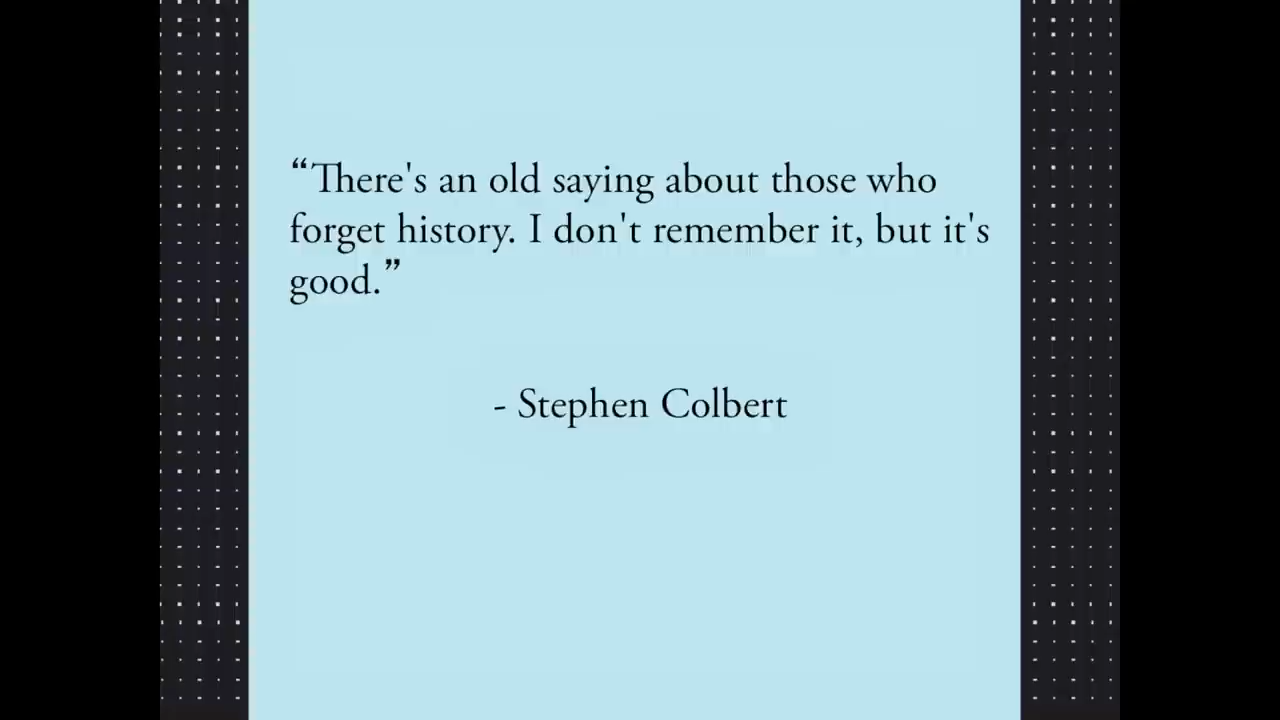 “There's an old saying about those who
forget history. I don't remember it, but it's
good.”
- Stephen Colbert